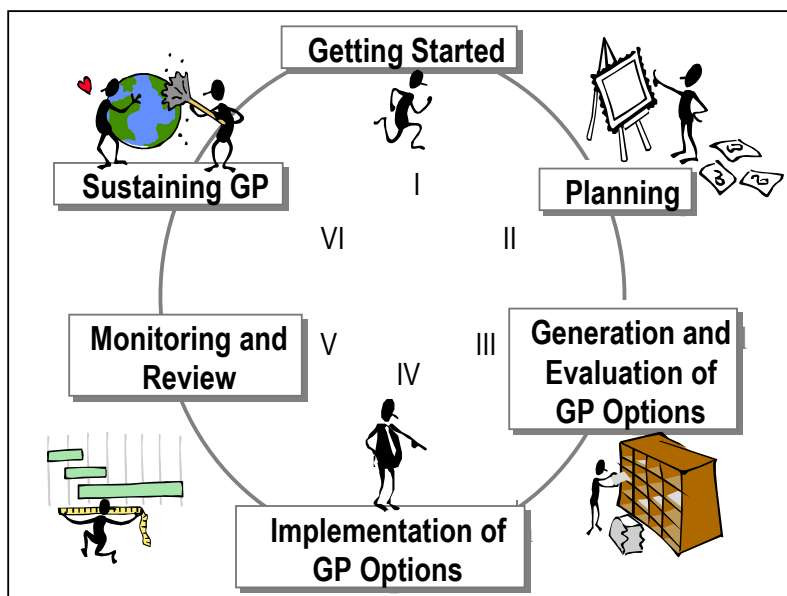 Getting Started
I
Planning
II
Generation and
Evaluation of
GP Options
III
Implementation of
GP Options
IV
Monitoring and
Review
V
Sustaining GP
VI